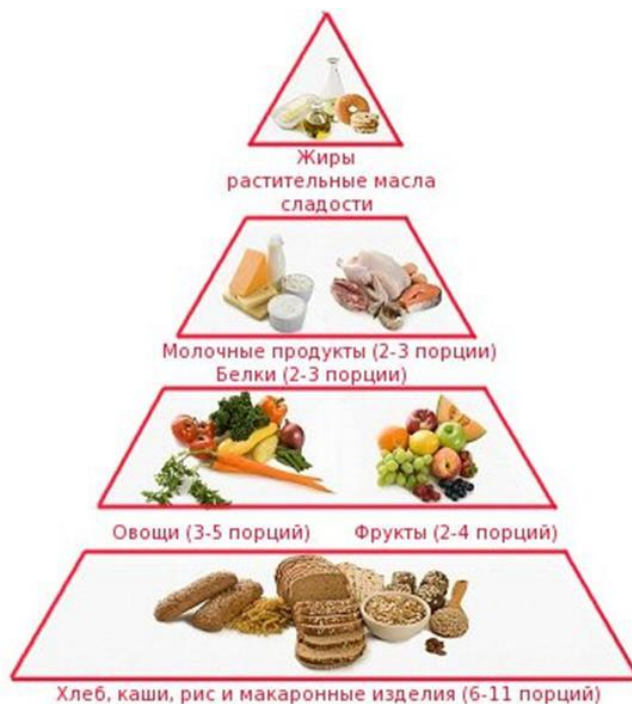 Жиры
растительные масла
сладости
Молочные продукты (2-3 порции)
Белки (2-3 порции)
Овощи (3-5 порций) Фрукты (2-4 порций)
Хлеб, каши, рис и макаронные изделия (6-11 порций)